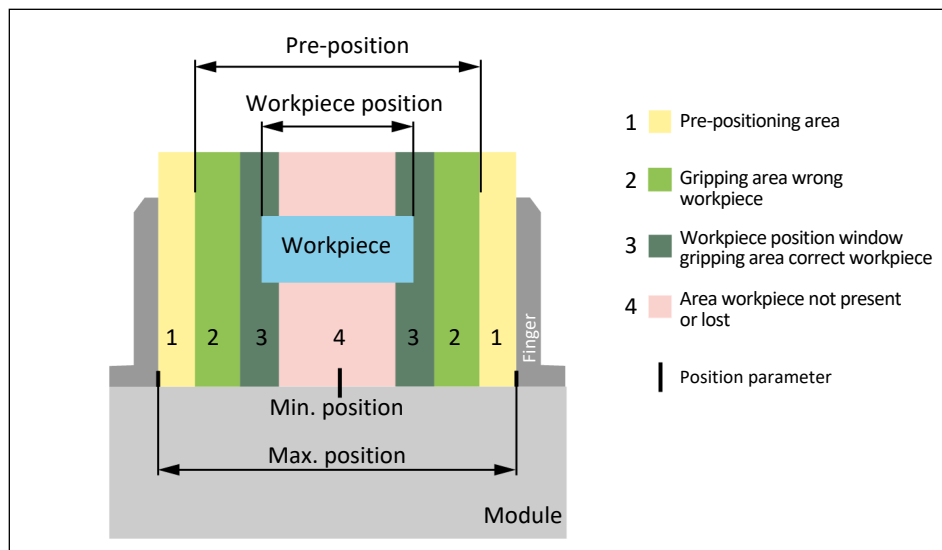 Pre-position
Workpiece position
Workpiece
1 2 3 4 3 2 1
Finger
Min. position
Max. position
Module
1 Pre-positioning area
2 Gripping area wrong
workpiece
3 Workpiece position window
gripping area correct workpiece
4 Area workpiece not present
or lost
Position parameter